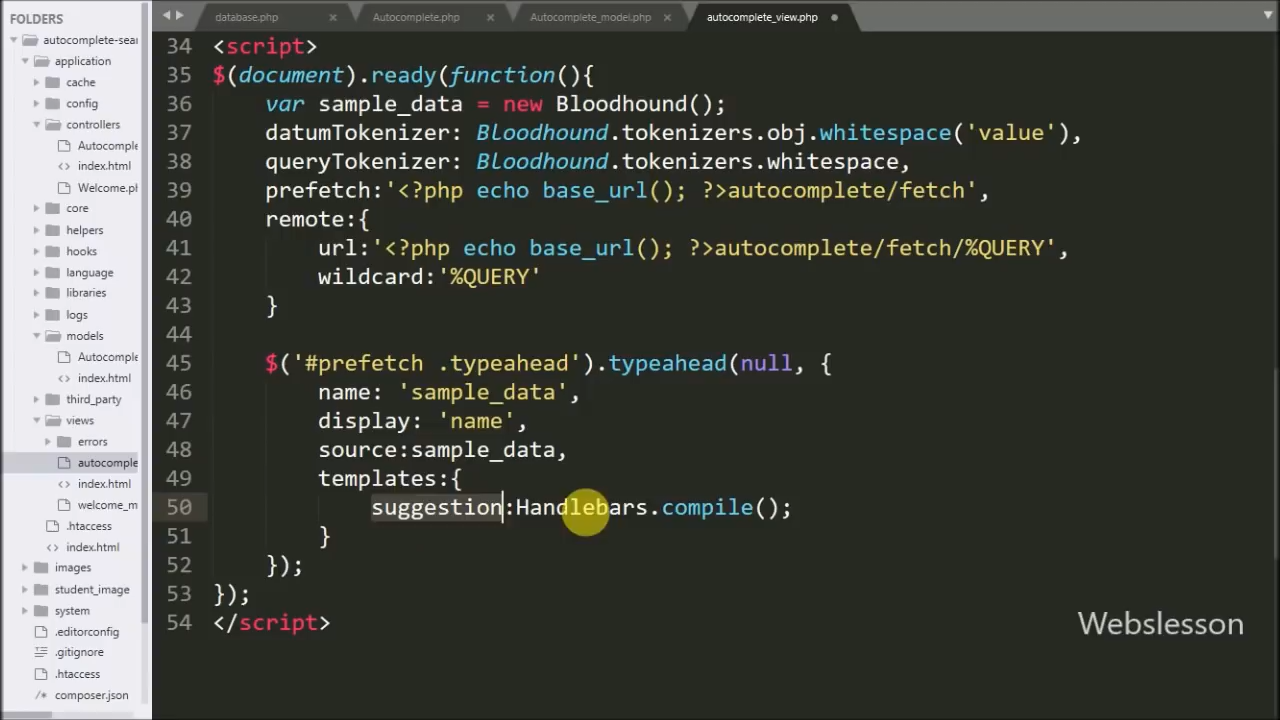 FOLDERS
autocomplete-sear
application
cache
config
controllers
Autocomple
index.html
Welcome.ph
core
helpers
hooks
language
libraries
logs
models
Autocomple
index.html
third_party
views
errors
autocomple
index.html
welcome_m
.htaccess
index.html
images
student_image
system
.editorconfig
.gitignore
.htaccess
composer.json
database.php × Autocomplete.php × Autocomplete_model.php × autocomplete_view.php
34 <script>
35 $(document).ready(function(){
36 var sample_data = new Bloodhound();
37 datumTokenizer: Bloodhound.tokenizers.obj.whitespace('value'),
38 queryTokenizer: Bloodhound.tokenizers.whitespace,
39 prefetch:'<?php echo base_url(); ?>autocomplete/fetch',
40 remote:{
41 url:'<?php echo base_url(); ?>autocomplete/fetch/%QUERY',
42 wildcard:'%QUERY'
43 }
44
45 $('#prefetch .typeahead').typeahead(null, {
46 name: 'sample_data',
47 display: 'name',
48 source:sample_data,
49 templates:{
50 suggestion:Handlebars.compile();
51 }
52 });
53 });
54 </script>
Webslesson